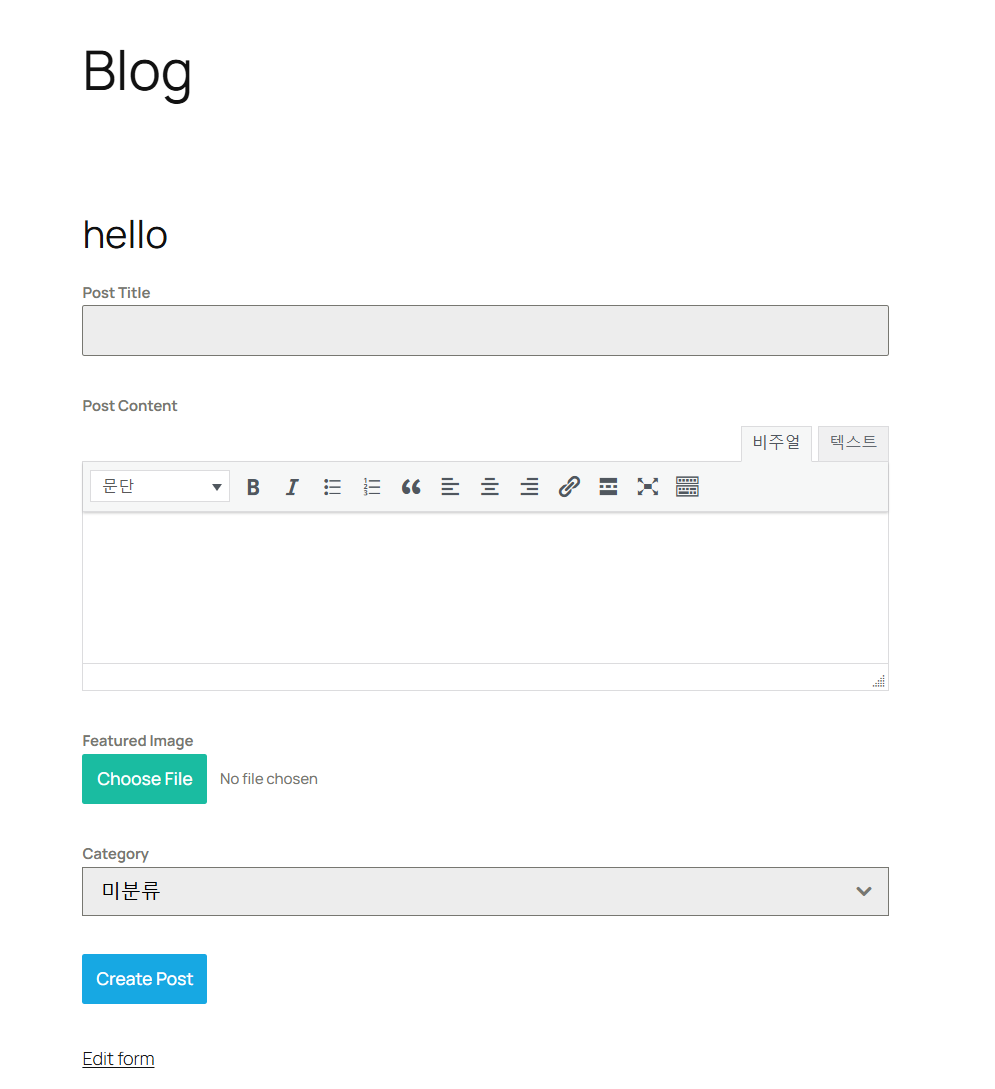 Blog
hello
Post Title
Post Content
비주얼 텍스트
문단
Featured Image
Choose File No file chosen
Category
미분류
Create Post
Edit form